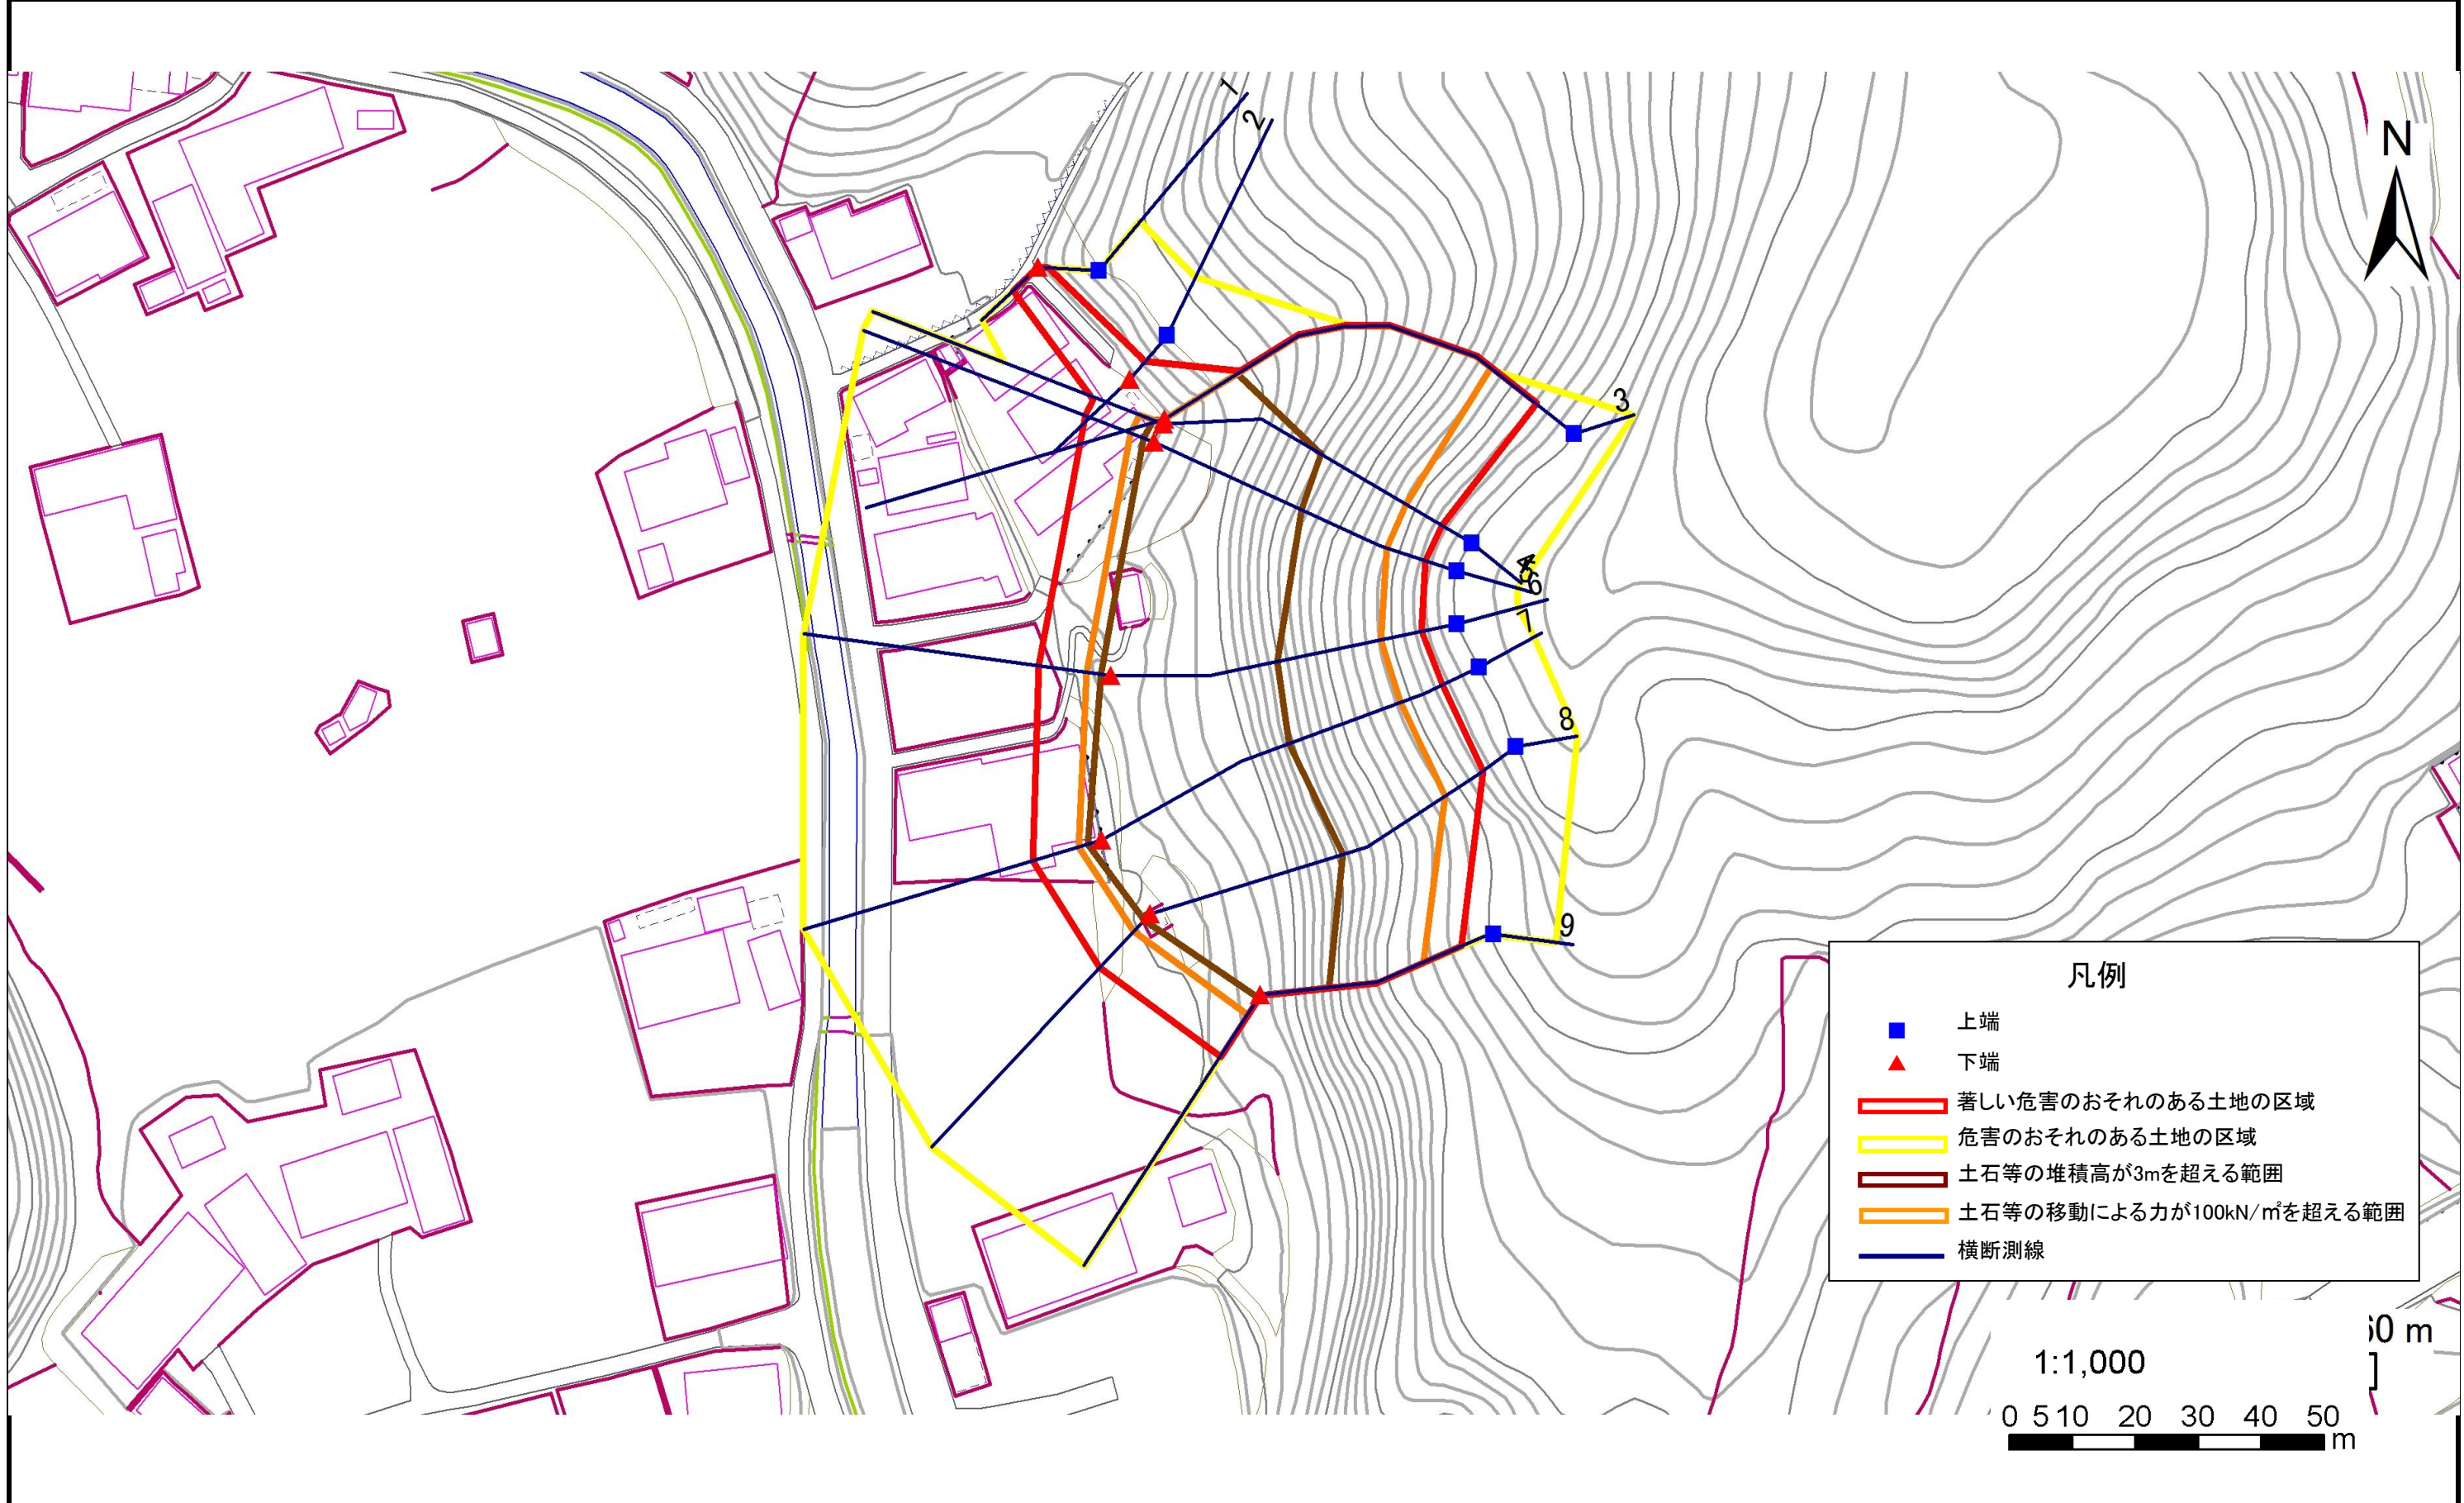 1
2
N
3
4
5
6
7
8
9
凡例
上端
下端
著しい危害のおそれのある土地の区域
危害のおそれのある土地の区域
土石等の堆積高が3mを超える範囲
土石等の移動による力が100kN/㎡を超える範囲
横断測線
0 m
1:1,000
0 5 10 20 30 40 50
m